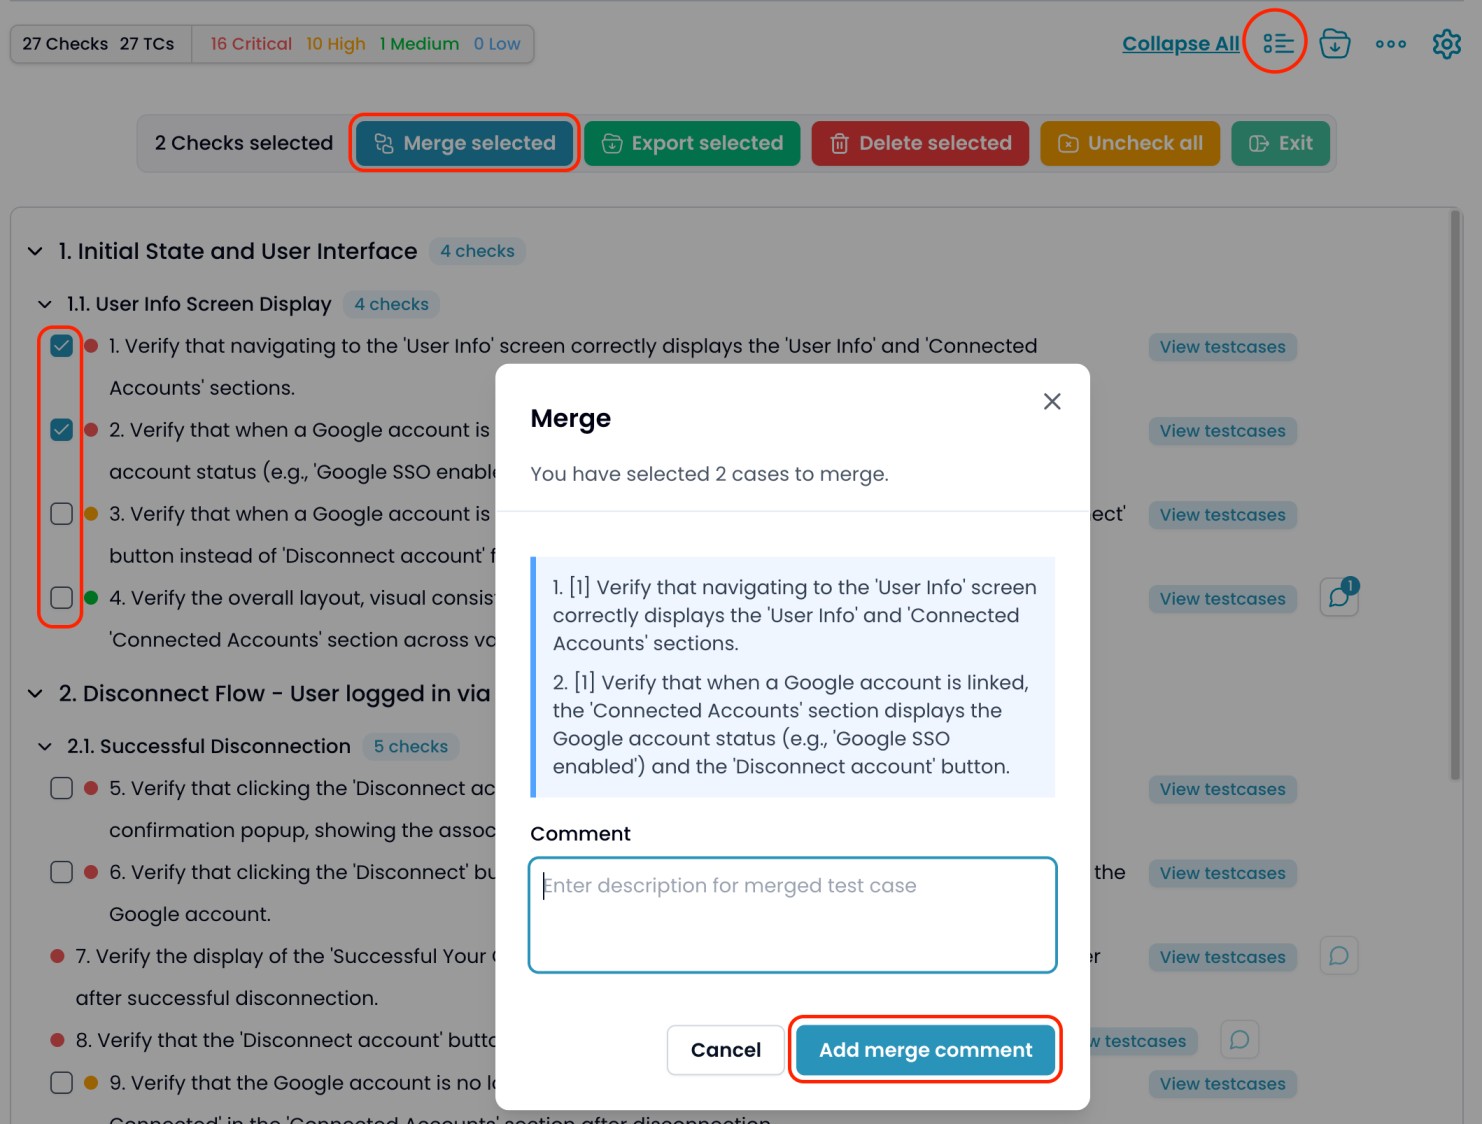 27 Checks 27 TCs 16 Critical 10 High 1 Medium 0 Low Collapse All
2 Checks selected Merge selected Export selected Delete selected Uncheck all Exit
1. Initial State and User Interface 4 checks
1.1. User Info Screen Display 4 checks
1. Verify that navigating to the 'User Info' screen correctly displays the 'User Info' and 'Connected View testcases
Accounts' sections.
2. Verify that when a Google account is View testcases
account status (e.g., 'Google SSO
3. Verify that when a Google account is View testcases
button instead of 'Disconnect account'
4. Verify the overall layout, visual View testcases 1
'Connected Accounts' section across
2. Disconnect Flow - User logged in via
2.1. Successful Disconnection 5 checks
5. Verify that clicking the 'Disconnect View testcases
confirmation popup, showing the
6. Verify that clicking the 'Disconnect' the View testcases
Google account.
7. Verify the display of the 'Successful Your View testcases
after successful disconnection.
8. Verify that the 'Disconnect account' testcases
9. Verify that the Google account is no View testcases
Connected' in the 'Connected Accounts' section after disconnection
Merge
You have selected 2 cases to merge.
1. [1] Verify that navigating to the 'User Info' screen
correctly displays the 'User Info' and 'Connected
Accounts' sections.
2. [1] Verify that when a Google account is linked,
the 'Connected Accounts' section displays the
Google account status (e.g., 'Google SSO
enabled') and the 'Disconnect account' button.
Comment
Enter description for merged test case
Cancel Add merge comment